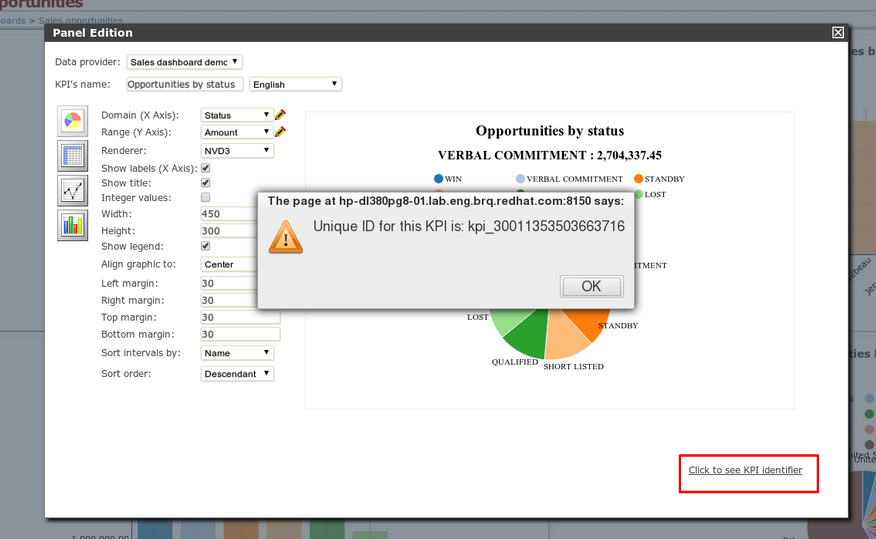 portunities
oards > Sales opportunities
Panel Edition
Data provider: Sales dashboard demo
KPI's name: Opportunities by status English
Domain (X Axis): Status
Range (Y Axis): Amount
Renderer: NVD3
Show labels (X Axis):
Show title:
Integer values:
Width: 450
Height: 300
Show legend:
Align graphic to: Center
Left margin: 30
Right margin: 30
Top margin: 30
Bottom margin: 30
Sort intervals by: Name
Sort order: Descendant
Opportunities by status
VERBAL COMMITMENT : 2,704,337.45
WIN VERBAL COMMITMENT STANDBY
LOST
The page at hp-dl380pg8-01.lab.eng.brq.redhat.com:8150 says:
Unique ID for this KPI is: kpi_30011353503663716
OK
ITMENT
LOST
STANDBY
QUALIFIED
SHORT LISTED
Click to see KPI identifier
es b
ties b
1,000,000.00